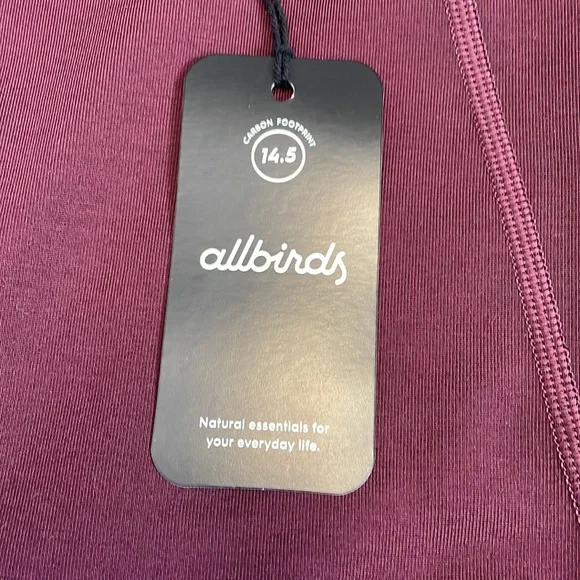 CARBON FOOTPRINT
14.5
allbirds
Natural essentials for
your everyday life.